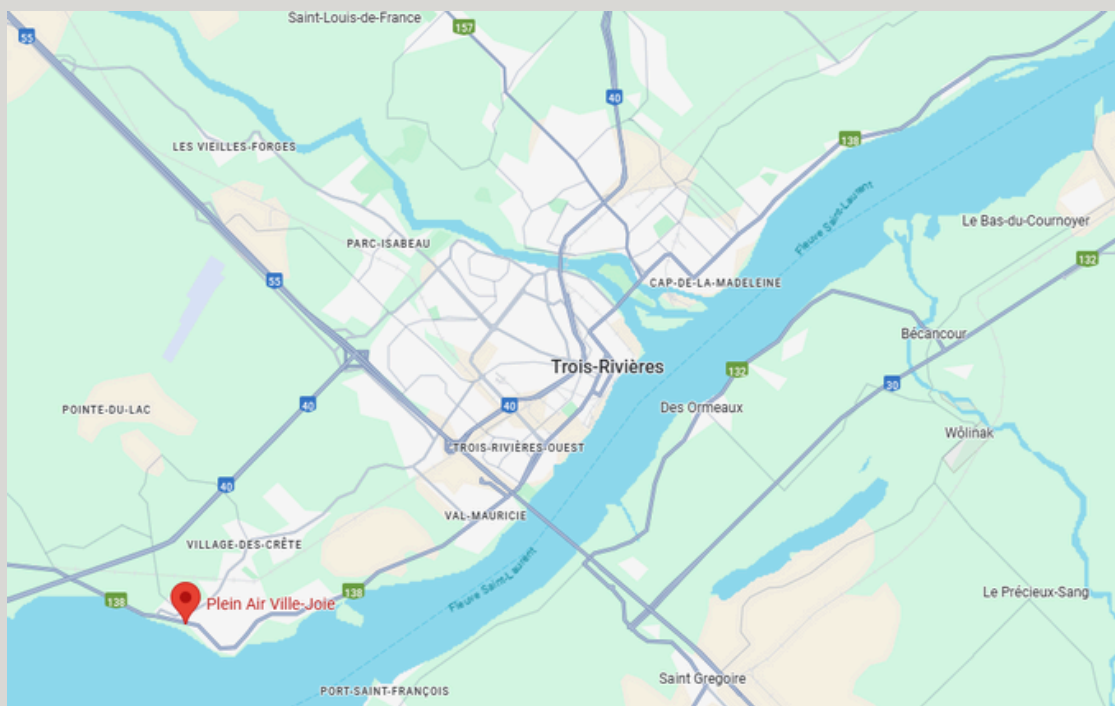 Saint-Louis-de-France
157
55
40
138
LES VIEILLES-FORGES
Fleuve Saint-Laurent
Le Bas-du-Cournoyer
PARC-ISABEAU
132
55
CAP-DE-LA-MADELEINE
Bécancour
Trois-Rivières
132
30
40
40
POINTE-DU-LAC
Des Ormeaux
Wôlinak
TROIS-RIVIÈRES-OUEST
40
VAL-MAURICIE
VILLAGE-DES-CRÊTE
Fleuve Saint-Laurent
138
138
Plein Air Ville-Joie
Le Précieux-Sang
Saint Gregoire
PORT-SAINT-FRANÇOIS